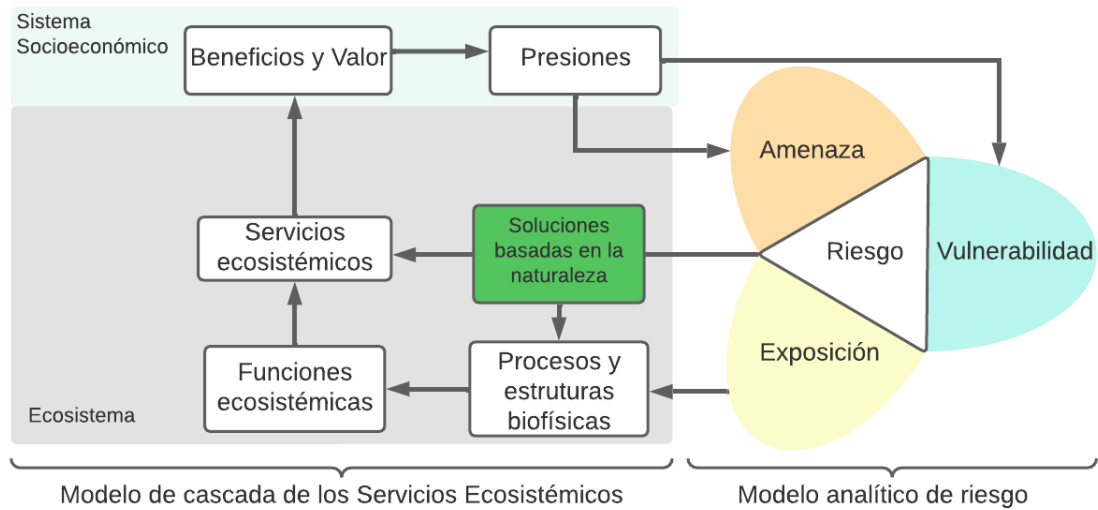 Sistema
Socioeconómico
Beneficios y Valor
Presiones
Amenaza
Servicios
ecosistémicos
Soluciones
basadas en la
naturaleza
Riesgo
Vulnerabilidad
Funciones
ecosistémicas
Procesos y
estruturas
biofísicas
Exposición
Ecosistema
Modelo de cascada de los Servicios Ecosistémicos
Modelo analítico de riesgo